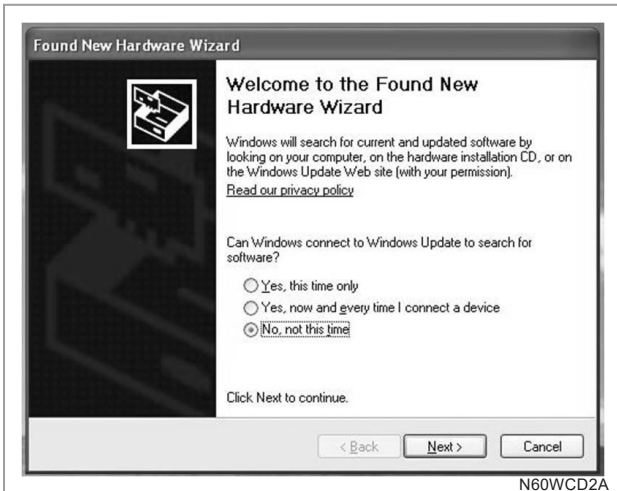 Found New Hardware Wizard
Welcome to the Found New
Hardware Wizard
Windows will search for current and updated software by
looking on your computer, on the hardware installation CD, or on
the Windows Update Web site (with your permission).
Read our privacy policy
Can Windows connect to Windows Update to search for
software?
Yes, this time only
Yes, now and every time I connect a device
No, not this time
Click Next to continue.
< Back
Next >
Cancel
N60WCD2A